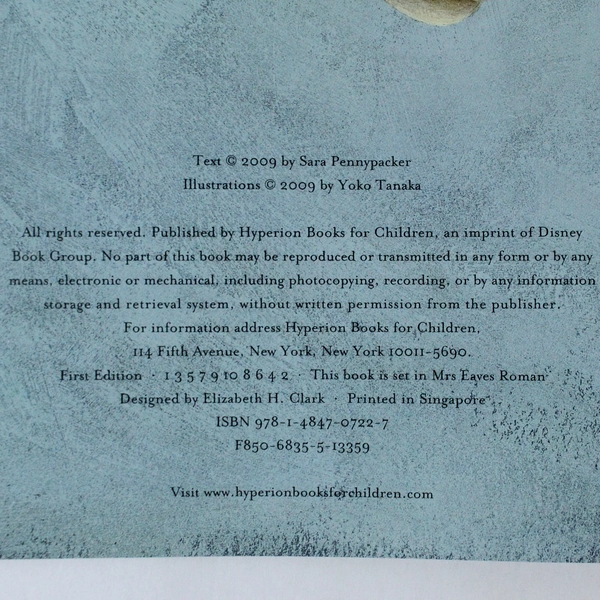 Text © 2009 by Sara Pennypacker
Illustrations © 2009 by Yoko Tanaka
All rights reserved. Published by Hyperion Books for Children, an imprint of Disney
Book Group. No part of this book may be reproduced or transmitted in any form or by any
means, electronic or mechanical, including photocopying, recording, or by any information
storage and retrieval system, without written permission from the publisher.
For information address Hyperion Books for Children,
114 Fifth Avenue, New York, New York 10011-5690.
First Edition · 1 3 5 7 9 10 8 6 4 2 · This book is set in Mrs Eaves Roman
Designed by Elizabeth H. Clark · Printed in Singapore
ISBN 978-1-4847-0722-7
F850-6835-5-13359
Visit www.hyperionbooksforchildren.com